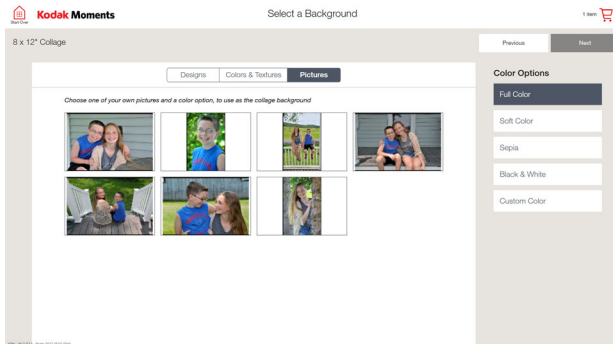 Start Over
Kodak Moments
Select a Background
1 item
8 x 12" Collage
Previous
Next
Designs
Colors & Textures
Pictures
Choose one of your own pictures and a color option, to use as the collage background
Color Options
Full Color
Soft Color
Sepia
Black & White
Custom Color